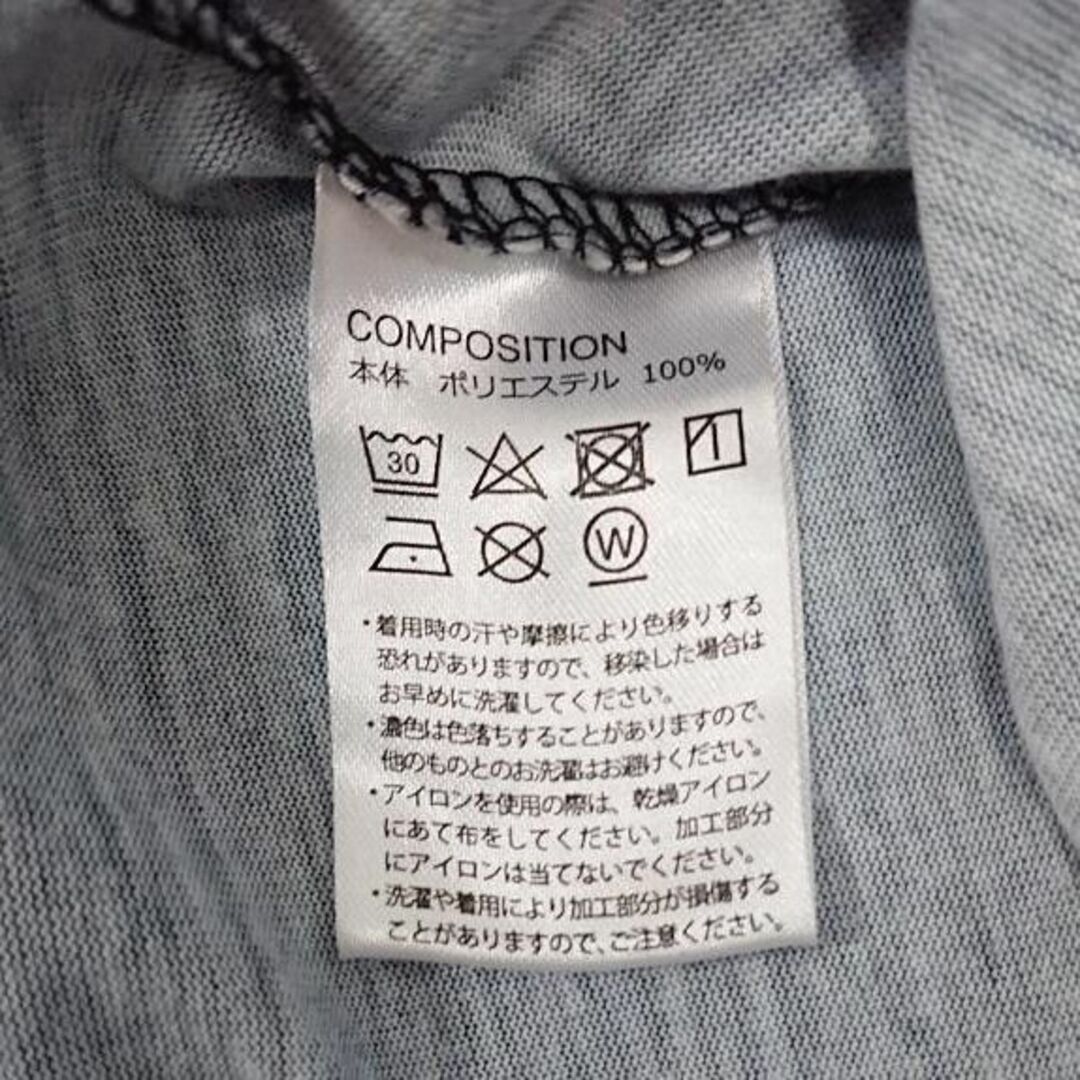 COMPOSITION
本体 ポリエステル 100%
30
W
・着用時の汗や摩擦により色移りする
恐れがありますので、移染した場合は
お早めに洗濯してください。
・濃色は色落ちすることがありますので、
他のものとのお洗濯はお避けください。
・アイロンを使用の際は、乾燥アイロン
にあて布をしてください。加工部分
にアイロンは当てないでください。
・洗濯や着用により加工部分が損傷する
ことがありますので、ご注意ください。